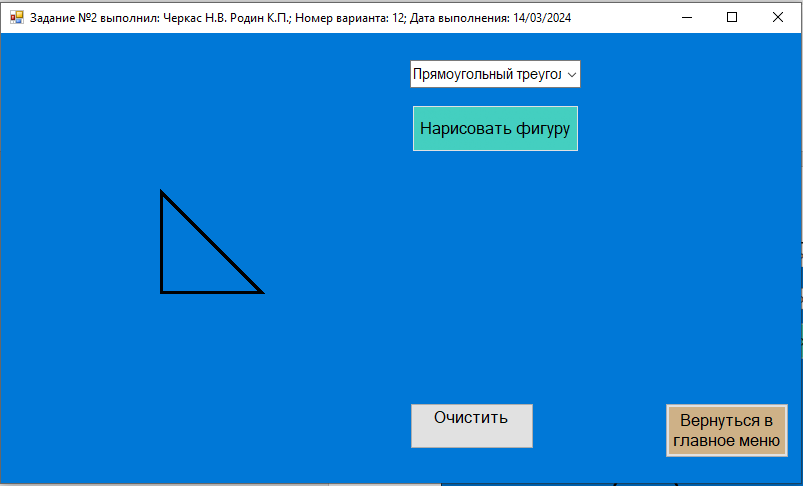 Задание №2 выполнил: Черкас Н.В. Родин К.П.; Номер варианта: 12; Дата выполнения: 14/03/2024
Прямоугольный треугол
Нарисовать фигуру
Очистить
Вернуться в
главное меню